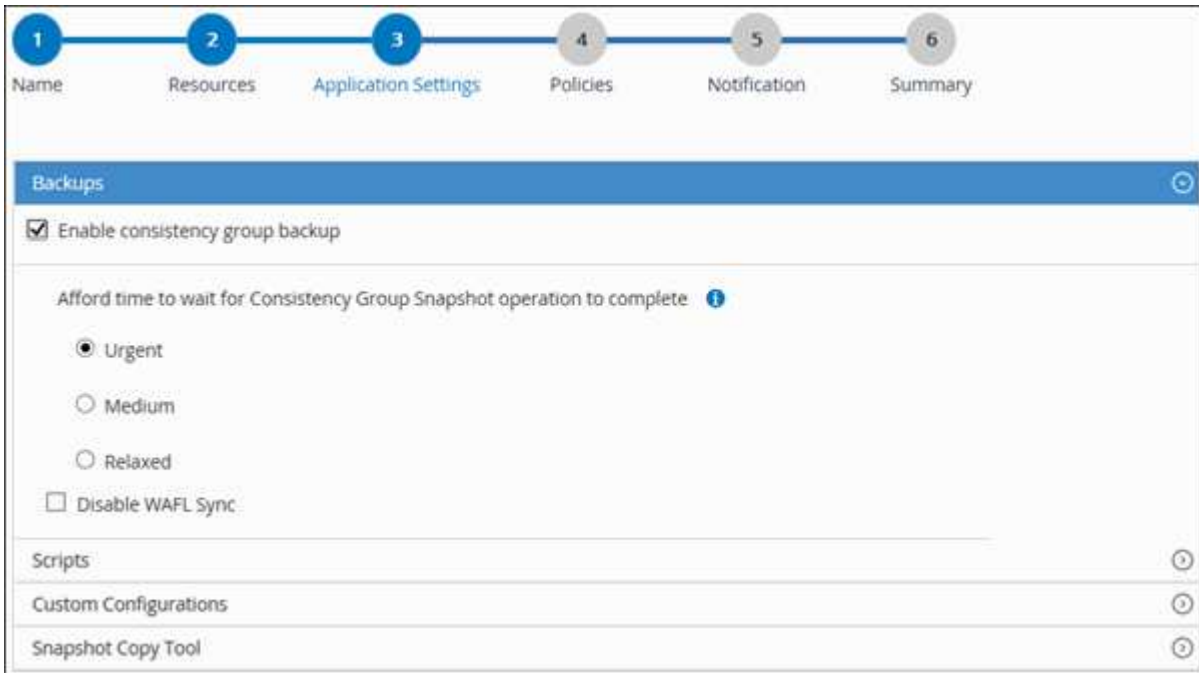 1 2 3 4 5 6
Name Resources Application Settings Policies Notification Summary
Backups
Enable consistency group backup
Afford time to wait for Consistency Group Snapshot operation to complete
Urgent
Medium
Relaxed
Disable WAFL Sync
Scripts
Custom Configurations
Snapshot Copy Tool